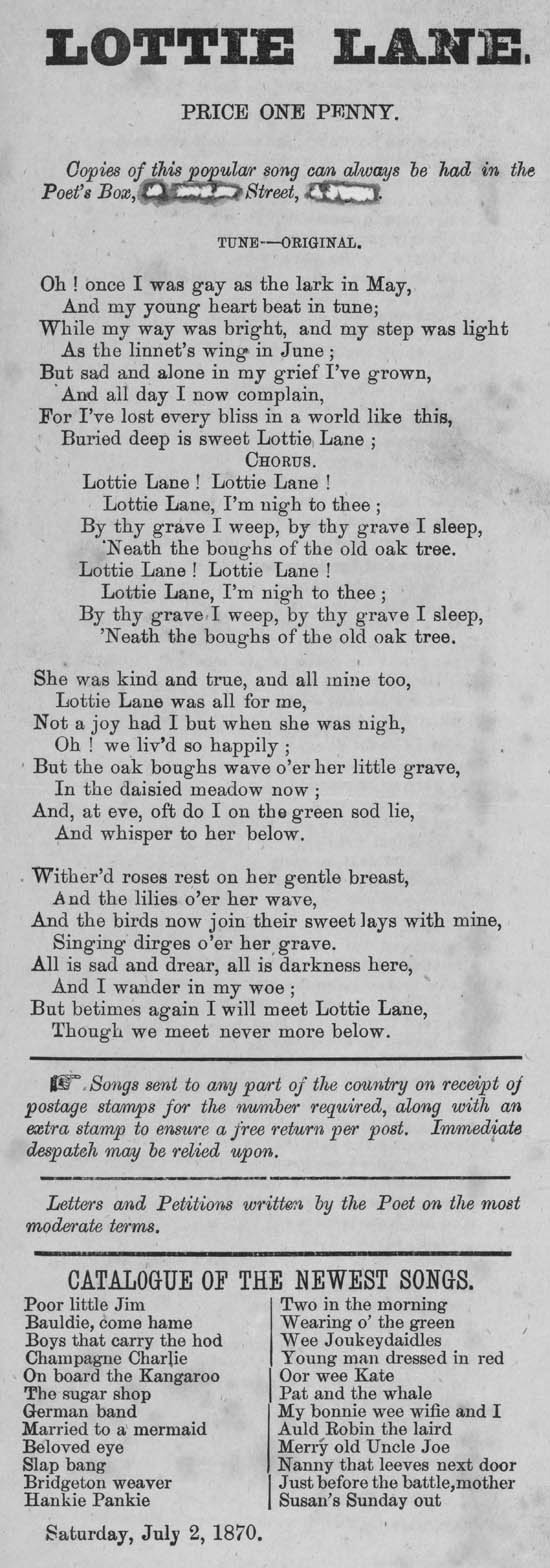 LOTTIE LANE.
PRICE ONE PENNY.
Copies of this popular song can always be had in the
Poet's Box, Street, .
TUNE—ORIGINAL.
Oh ! once I was gay as the lark in May,
And my young heart beat in tune;
While my way was bright, and my step was light
As the linnet's wing in June ;
But sad and alone in my grief I've grown,
And all day I now complain,
For I've lost every bliss in a world like this,
Buried deep is sweet Lottie Lane ;
CHORUS.
Lottie Lane ! Lottie Lane !
Lottie Lane, I'm nigh to thee ;
By thy grave I weep, by thy grave I sleep,
'Neath the boughs of the old oak tree.
Lottie Lane ! Lottie Lane !
Lottie Lane, I'm nigh to thee ;
By thy grave I weep, by thy grave I sleep,
'Neath the boughs of the old oak tree.
She was kind and true, and all mine too,
Lottie Lane was all for me,
Not a joy had I but when she was nigh,
Oh ! we liv'd so happily ;
But the oak boughs wave o'er her little grave,
In the daisied meadow now ;
And, at eve, oft do I on the green sod lie,
And whisper to her below.
Wither'd roses rest on her gentle breast,
And the lilies o'er her wave,
And the birds now join their sweet lays with mine,
Singing dirges o'er her grave.
All is sad and drear, all is darkness here,
And I wander in my woe ;
But betimes again I will meet Lottie Lane,
Though we meet never more below.
☞ Songs sent to any part of the country on receipt of
postage stamps for the number required, along with an
extra stamp to ensure a free return per post. Immediate
despatch may be relied upon.
Letters and Petitions written by the Poet on the most
moderate terms.
CATALOGUE OF THE NEWEST SONGS.
Poor little Jim
Bauldie, come hame
Boys that carry the hod
Champagne Charlie
On board the Kangaroo
The sugar shop
German band
Married to a mermaid
Beloved eye
Slap bang
Bridgeton weaver
Hankie Pankie
Two in the morning
Wearing o' the green
Wee Joukeydaidles
Young man dressed in red
Oor wee Kate
Pat and the whale
My bonnie wee wifie and I
Auld Robin the laird
Merry old Uncle Joe
Nanny that leeves next door
Just before the battle,mother
Susan's Sunday out
Saturday, July 2, 1870.